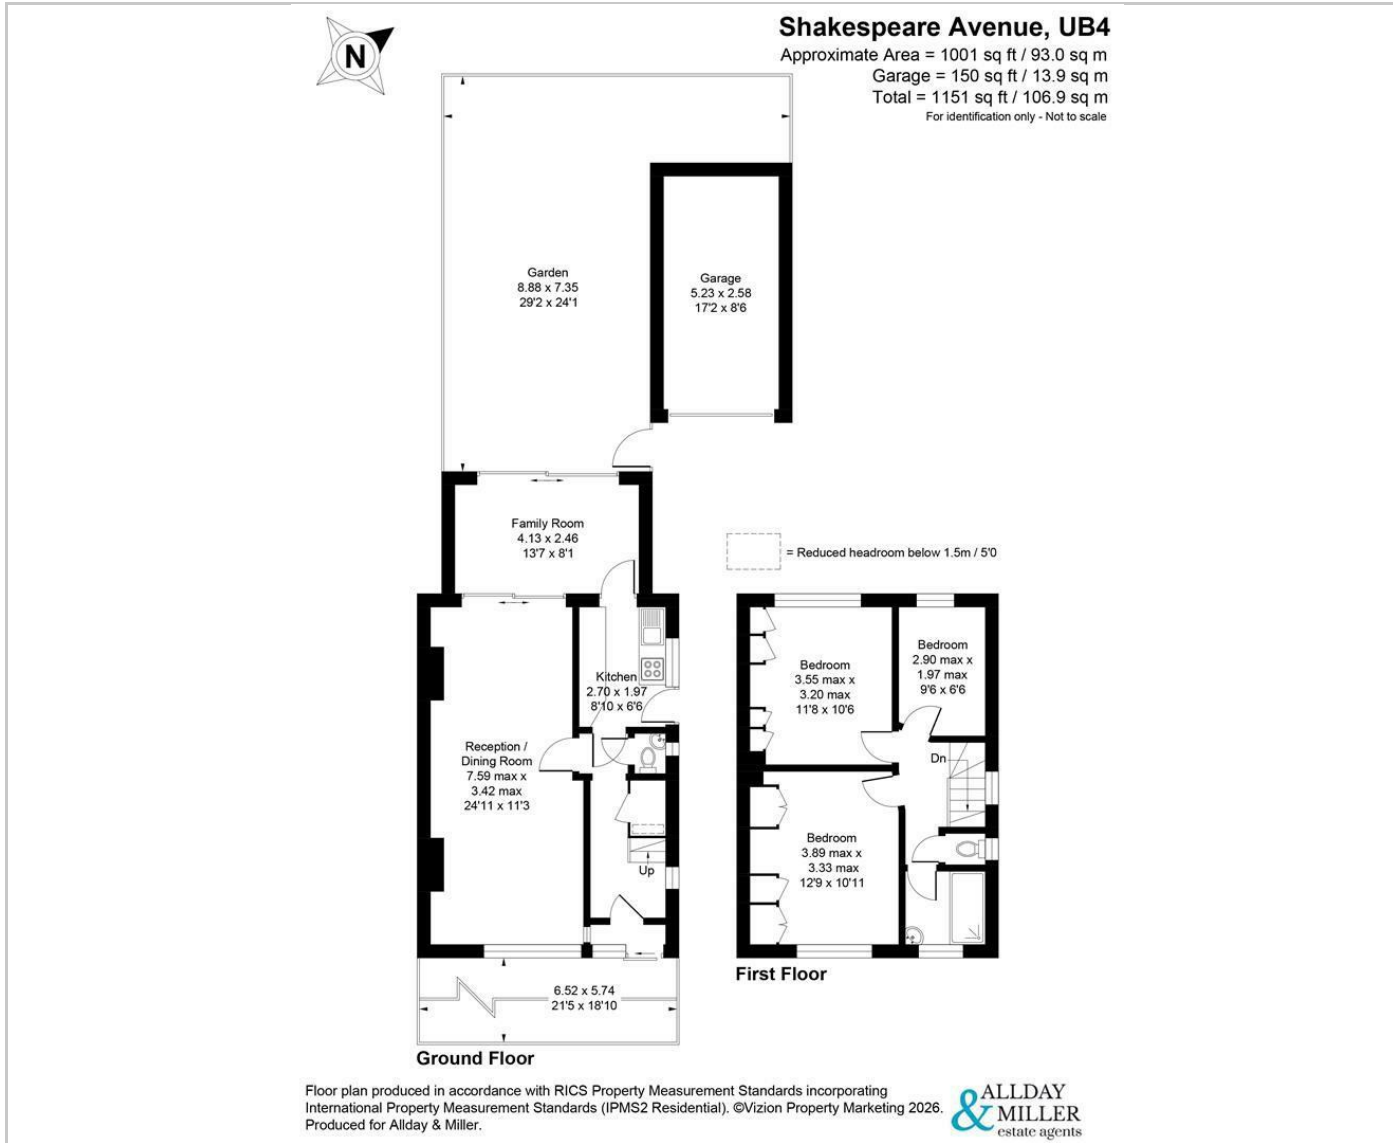 N
Shakespeare Avenue, UB4
Approximate Area = 1001 sq ft / 93.0 sq m
Garage = 150 sq ft / 13.9 sq m
Total = 1151 sq ft / 106.9 sq m
For identification only - Not to scale
Garden
8.88 x 7.35
29'2 x 24'1
Garage
5.23 x 2.58
17'2 x 8'6
Family Room
4.13 x 2.46
13'7 x 8'1
= Reduced headroom below 1.5m / 5'0
Kitchen
2.70 x 1.97
8'10 x 6'6
Reception /
Dining Room
7.59 max x
3.42 max
24'11 x 11'3
Up
6.52 x 5.74
21'5 x 18'10
Ground Floor
Bedroom
3.55 max x
3.20 max
11'8 x 10'6
Bedroom
2.90 max x
1.97 max
9'6 x 6'6
Dn
Bedroom
3.89 max x
3.33 max
12'9 x 10'11
First Floor
Floor plan produced in accordance with RICS Property Measurement Standards incorporating
International Property Measurement Standards (IPMS2 Residential). ©Vizion Property Marketing 2026.
Produced for Allday & Miller.
ALLDAY
& MILLER
estate agents